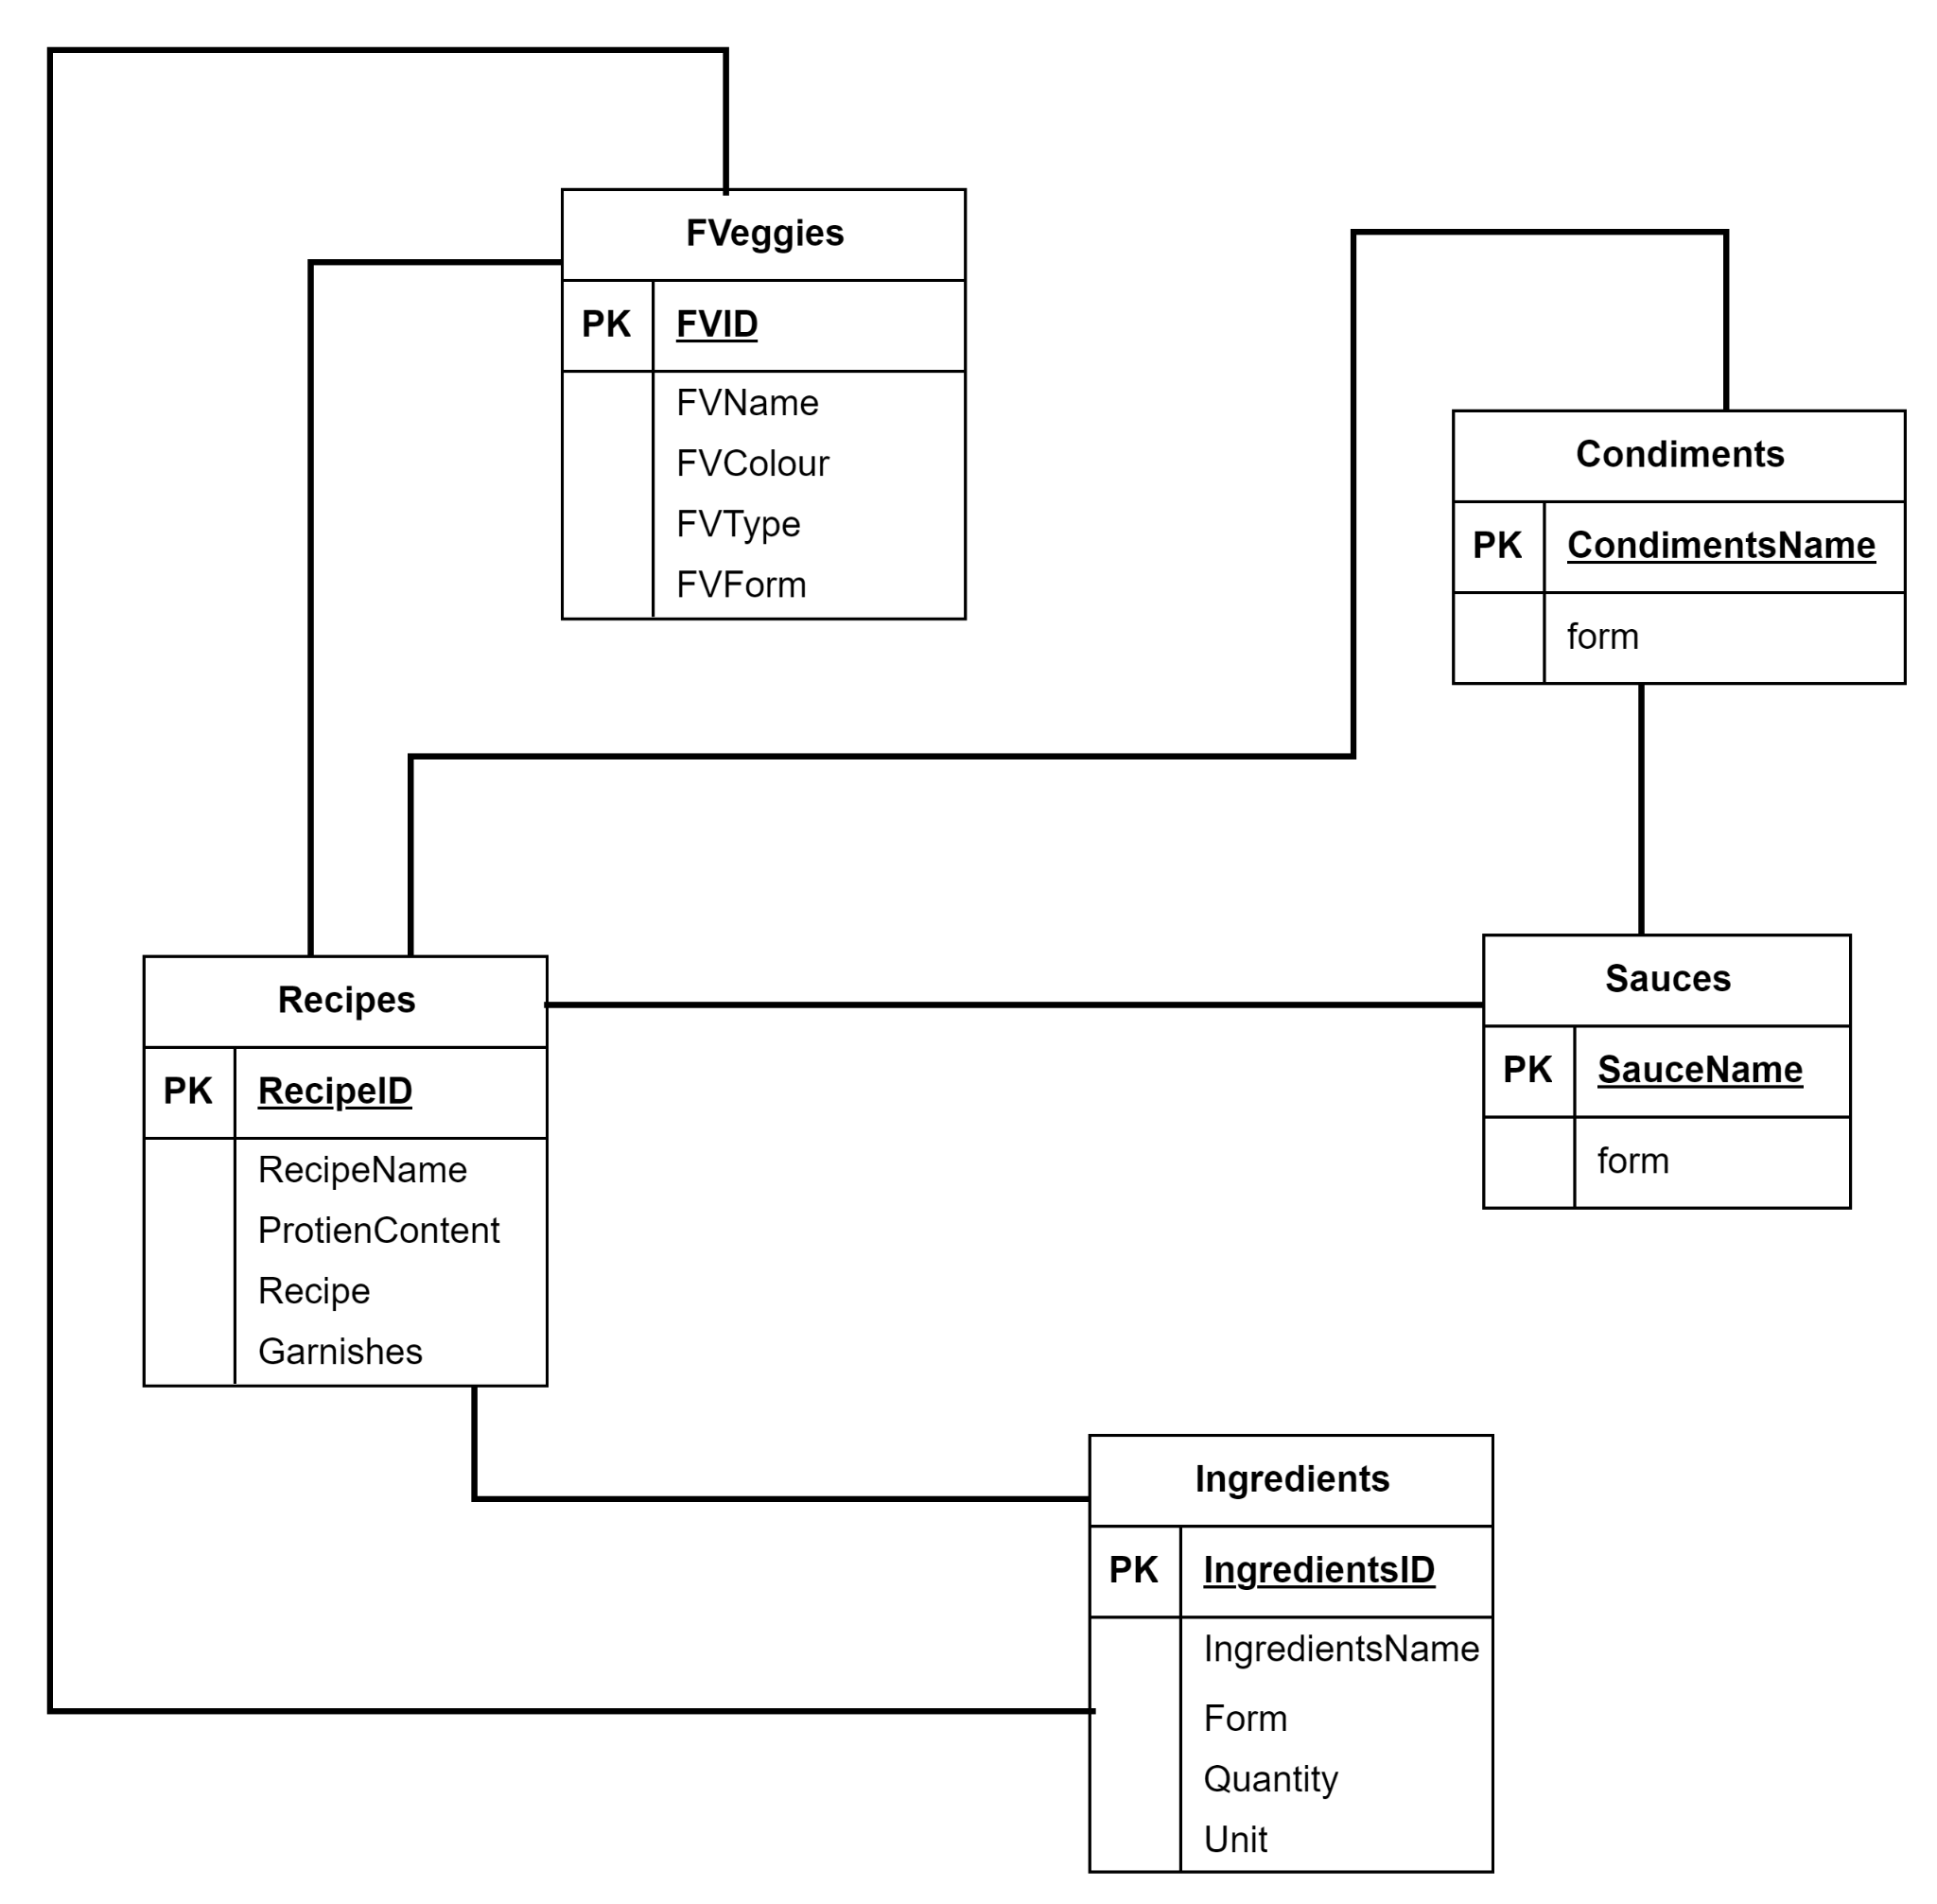 FVeggies
PK FVID
FVName
FVColour
FVType
FVForm
Condiments
PK CondimentsName
form
Recipes
PK RecipeID
RecipeName
ProtienContent
Recipe
Garnishes
Sauces
PK SauceName
form
Ingredients
PK IngredientsID
IngredientsName
Form
Quantity
Unit